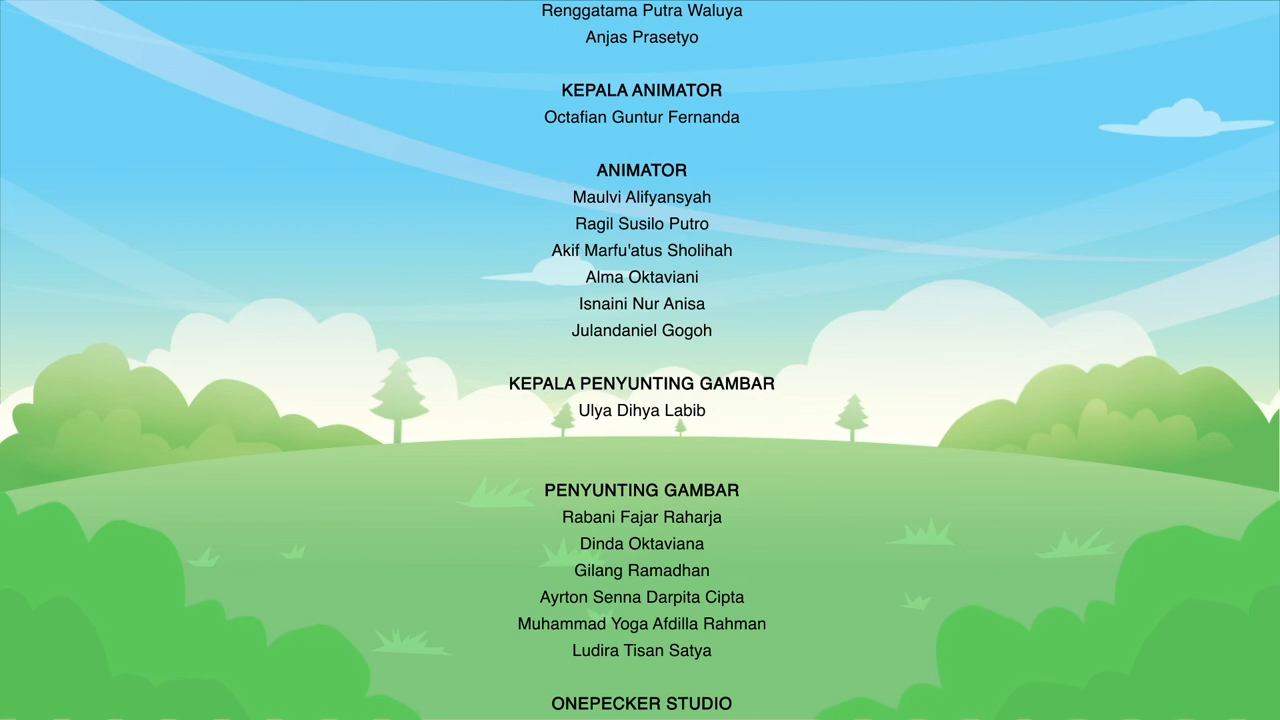 Renggatama Putra Waluya
Anjas Prasetyo
KEPALA ANIMATOR
Octafian Guntur Fernanda
ANIMATOR
Maulvi Alifyansyah
Ragil Susilo Putro
Akif Marfu'atus Sholihah
Alma Oktaviani
Isnaini Nur Anisa
Julandaniel Gogoh
KEPALA PENYUNTING GAMBAR
Ulya Dihya Labib
PENYUNTING GAMBAR
Rabani Fajar Raharja
Dinda Oktaviana
Gilang Ramadhan
Ayrton Senna Darpita Cipta
Muhammad Yoga Afdilla Rahman
Ludira Tisan Satya
ONEPECKER STUDIO